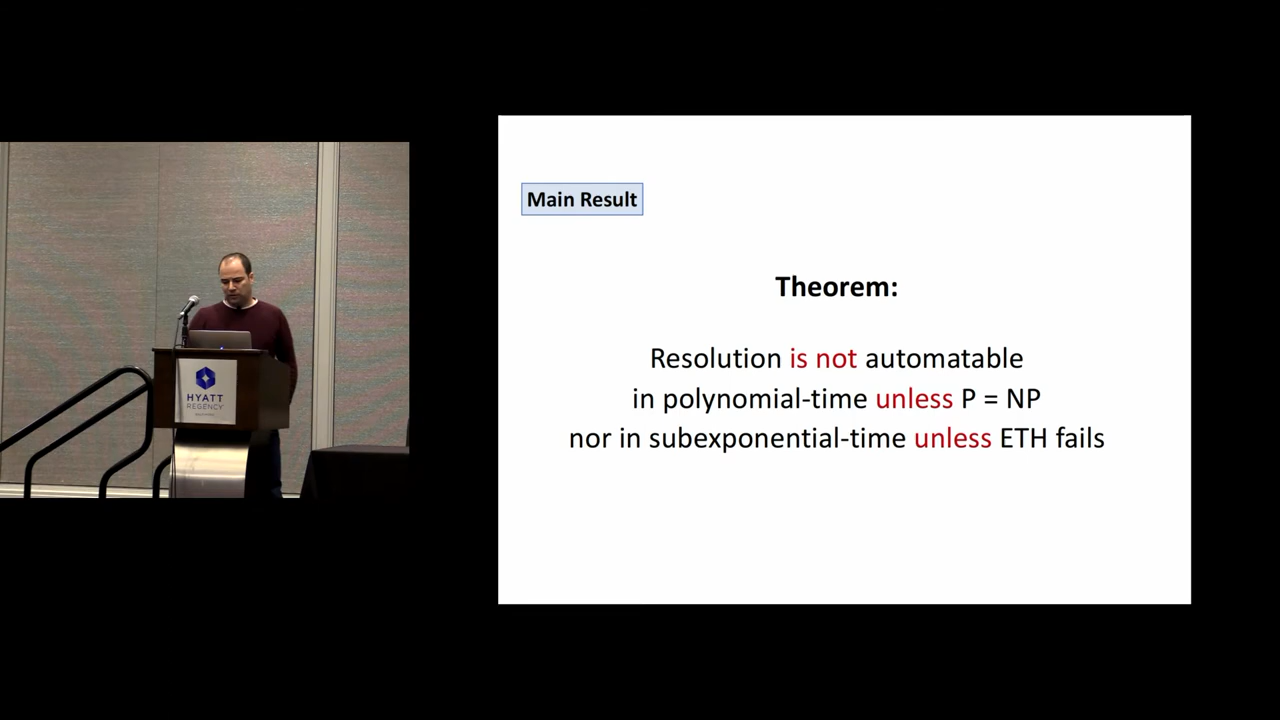 Main Result
Theorem:
Resolution is not automatable
in polynomial-time unless P = NP
nor in subexponential-time unless ETH fails
HYATT
REGENCY